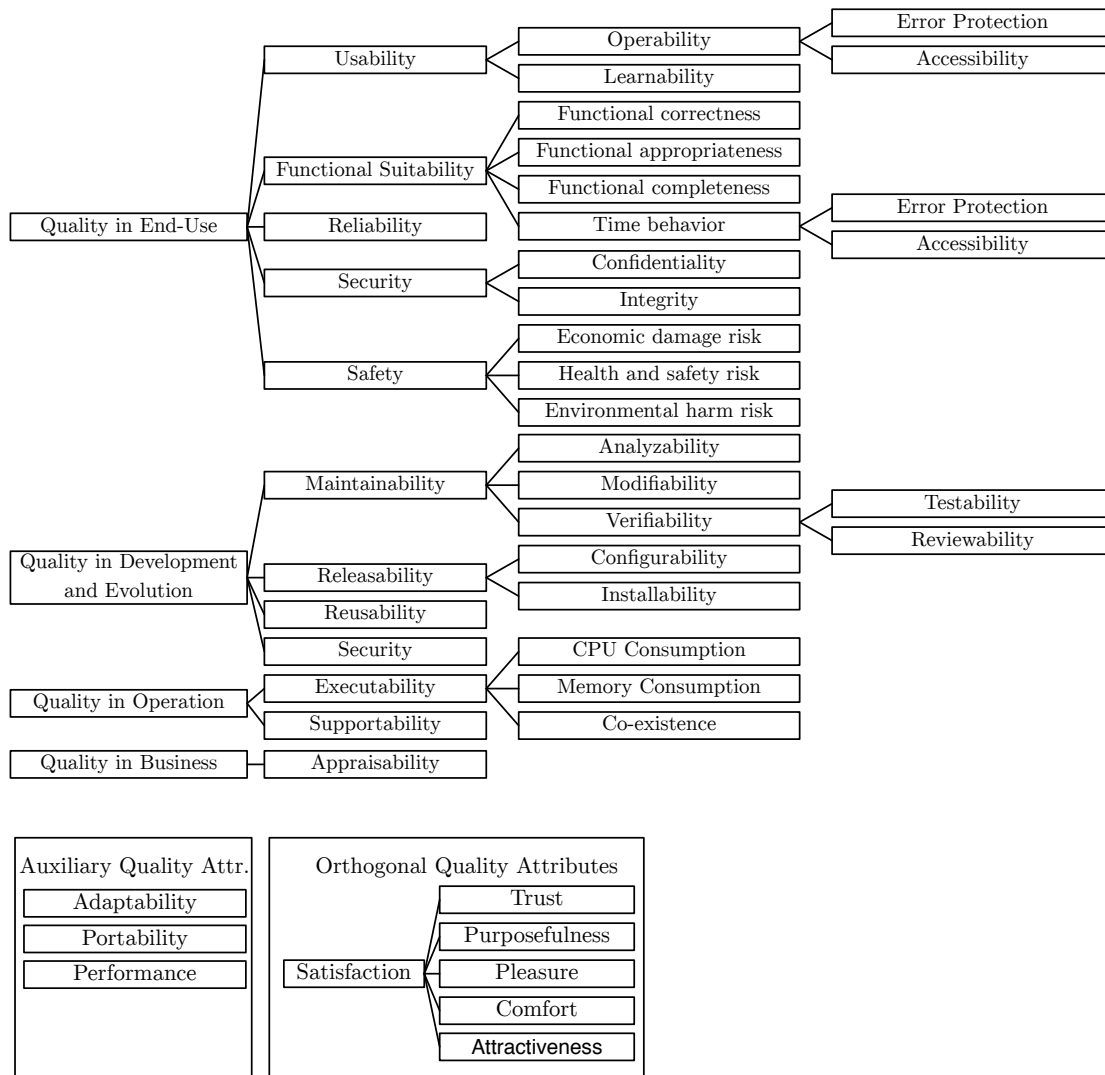 Error Protection
Operability
Usability
Accessibility
Learnability
Functional correctness
Functional appropriateness
Functional Suitability
Functional completeness
Error Protection
Quality in End-Use
Reliability
Time behavior
Accessibility
Confidentiality
Security
Integrity
Economic damage risk
Safety
Health and safety risk
Environmental harm risk
Analyzability
Maintainability
Modifiability
Testability
Verifiability
Reviewability
Quality in Development
and Evolution
Configurability
Releasability
Installability
Reusability
Security
CPU Consumption
Executability
Memory Consumption
Quality in Operation
Supportability
Co-existence
Quality in Business
Appraisability
Auxiliary Quality Attr.
Adaptability
Portability
Performance
Orthogonal Quality Attributes
Trust
Purposefulness
Satisfaction
Pleasure
Comfort
Attractiveness